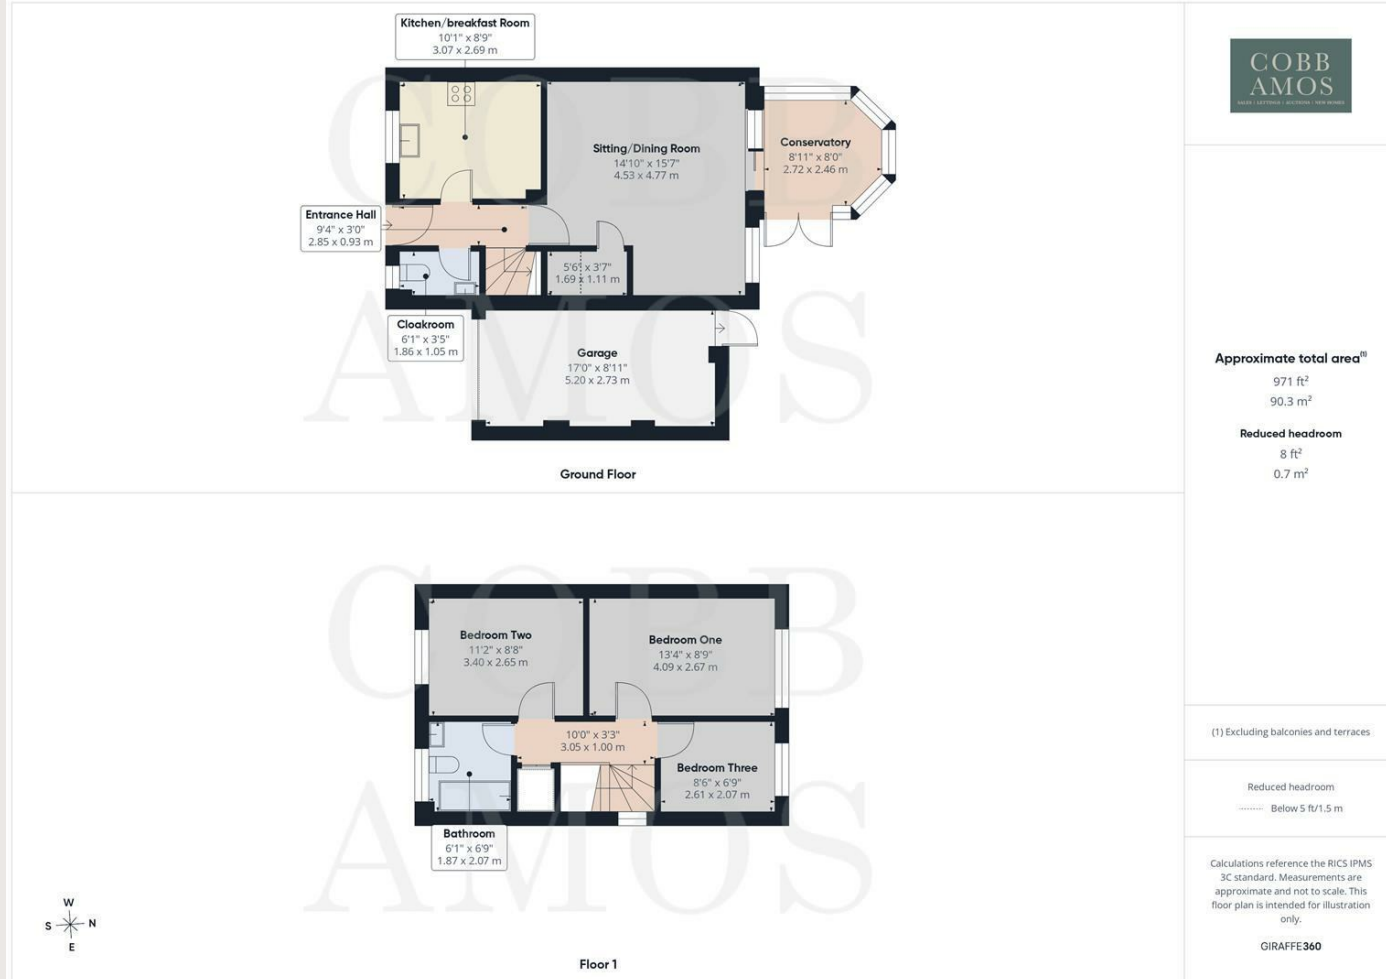 Kitchen/breakfast Room
10'1" x 8'9"
3.07 x 2.69 m
Sitting/Dining Room
14'10" x 15'7"
4.53 x 4.77 m
Conservatory
8'11" x 8'0"
2.72 x 2.46 m
Entrance Hall
9'4" x 3'0"
2.85 x 0.93 m
5'6" x 3'7"
1.69 x 1.11 m
Cloakroom
6'1" x 3'5"
1.86 x 1.05 m
Garage
17'0" x 8'11"
5.20 x 2.73 m
COBB
AMOS
Ground Floor
Bedroom Two
11'2" x 8'8"
3.40 x 2.65 m
Bedroom One
13'4" x 8'9"
4.09 x 2.67 m
10'0" x 3'3"
3.05 x 1.00 m
Bedroom Three
8'6" x 6'9"
2.61 x 2.07 m
Bathroom
6'1" x 6'9"
1.87 x 2.07 m
COBB
AMOS
W
S N
E
Floor 1
COBB
AMOS
SALES | LETTINGS | AUCTIONS | NEW HOMES
Approximate total area(1)
971 ft²
90.3 m²
Reduced headroom
8 ft²
0.7 m²
(1) Excluding balconies and terraces
Reduced headroom
Below 5 ft/1.5 m
Calculations reference the RICS IPMS
3C standard. Measurements are
approximate and not to scale. This
floor plan is intended for illustration
only.
GIRAFFE360